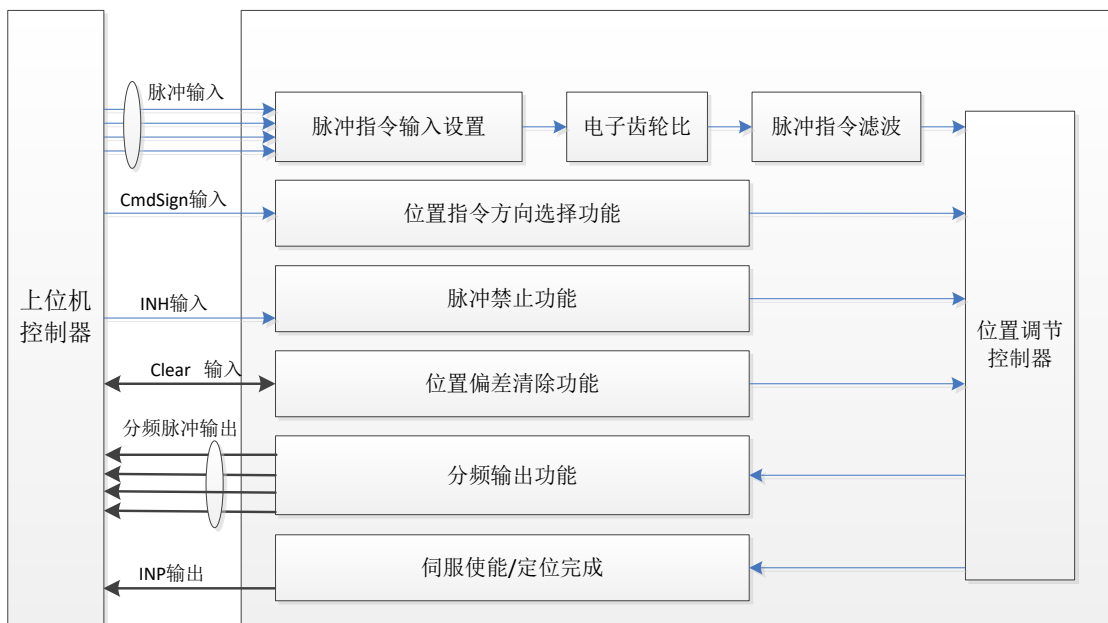 脉冲输入
脉冲指令输入设置
电子齿轮比
脉冲指令滤波
CmdSign输入
位置指令方向选择功能
上位机
控制器
INH输入
脉冲禁止功能
位置调节
控制器
Clear 输入
位置偏差清除功能
分频脉冲输出
分频输出功能
伺服使能/定位完成
INP输出